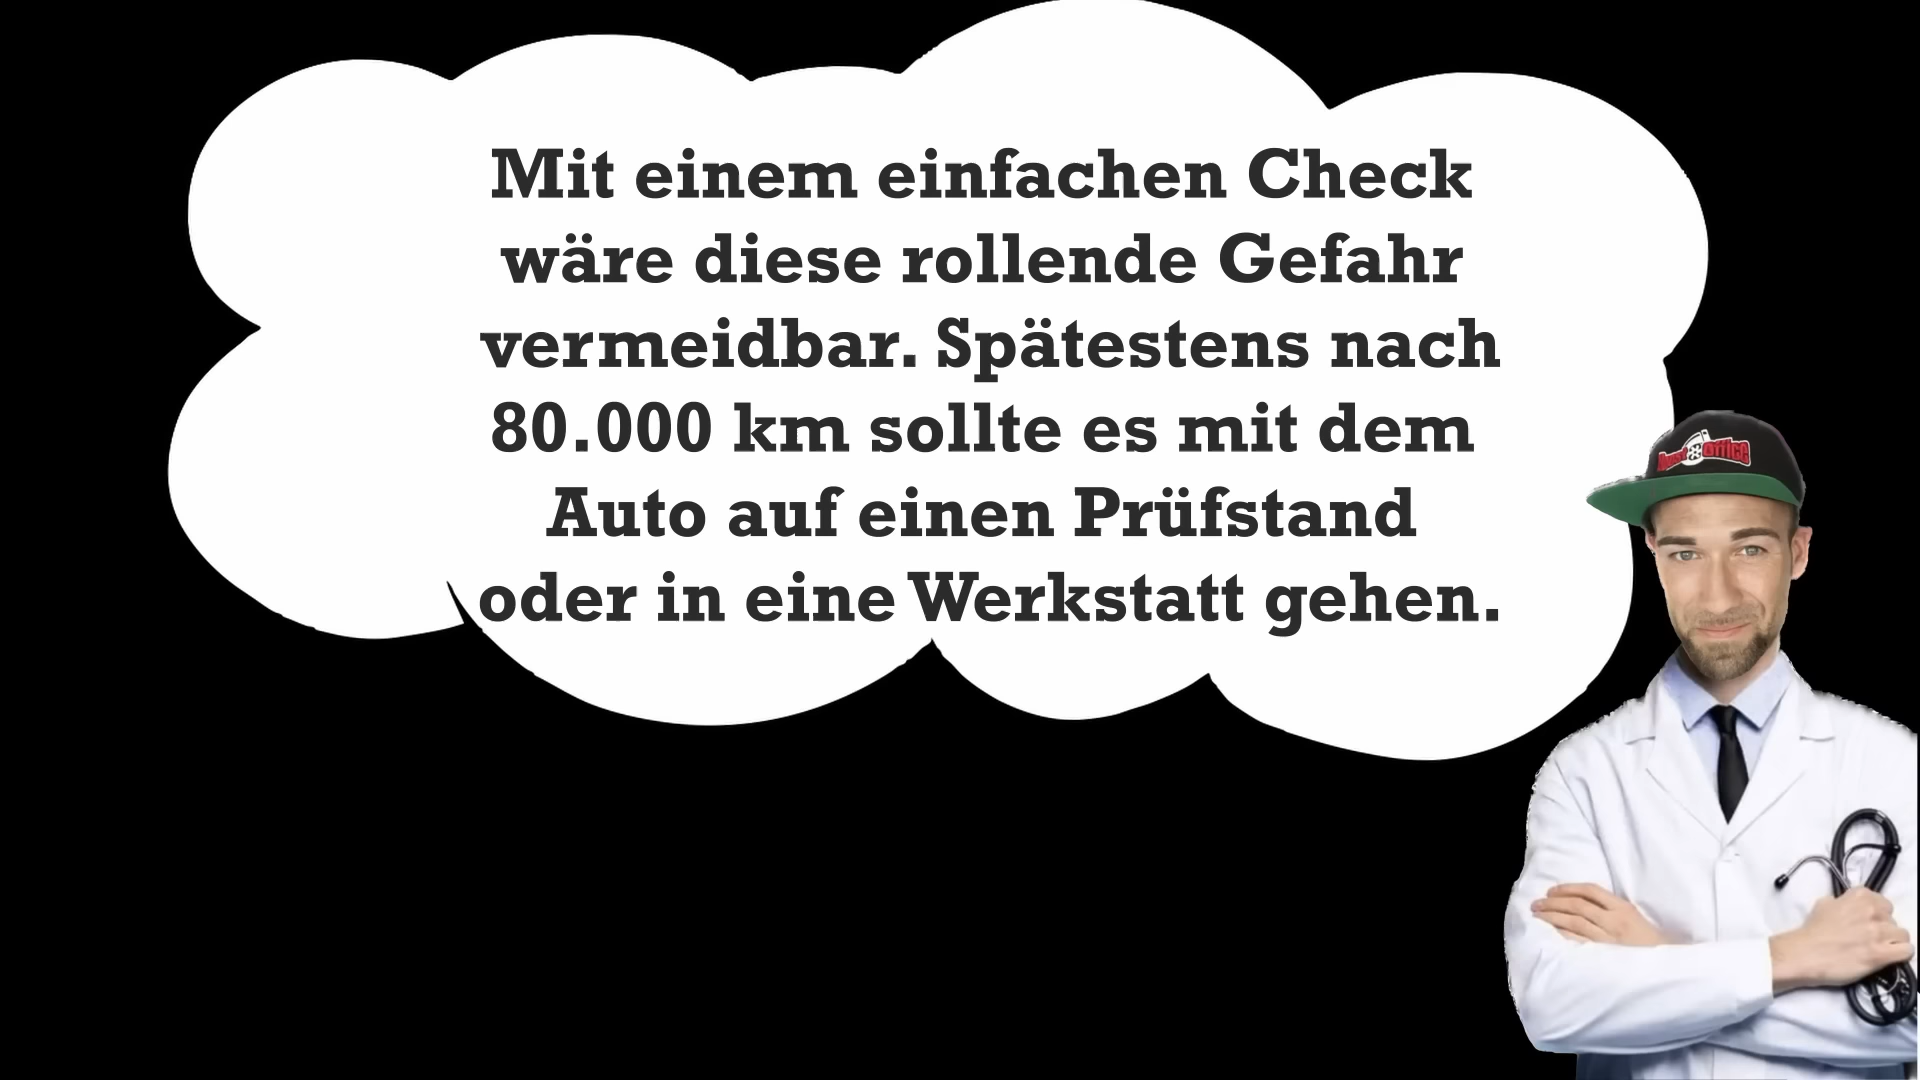 Mit einem einfachen Check
wäre diese rollende Gefahr
vermeidbar. Spätestens nach
80.000 km sollte es mit dem
Auto auf einen Prüfstand
oder in eine Werkstatt gehen.
Office